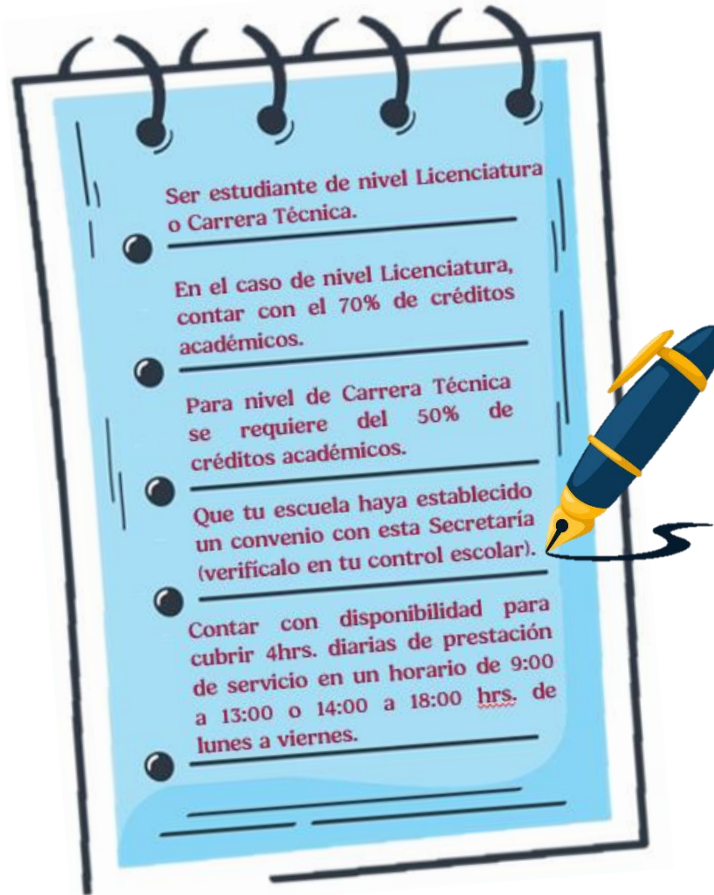 Ser estudiante de nivel Licenciatura
o Carrera Técnica.
En el caso de nivel Licenciatura,
contar con el 70% de créditos
académicos.
Para nivel de Carrera Técnica
se requiere del 50% de
créditos académicos.
Que tu escuela haya establecido
un convenio con esta Secretaría
(verifícalo en tu control escolar).
Contar con disponibilidad para
cubrir 4hrs. diarias de prestación
de servicio en un horario de 9:00
a 13:00 o 14:00 a 18:00 hrs. de
lunes a viernes.